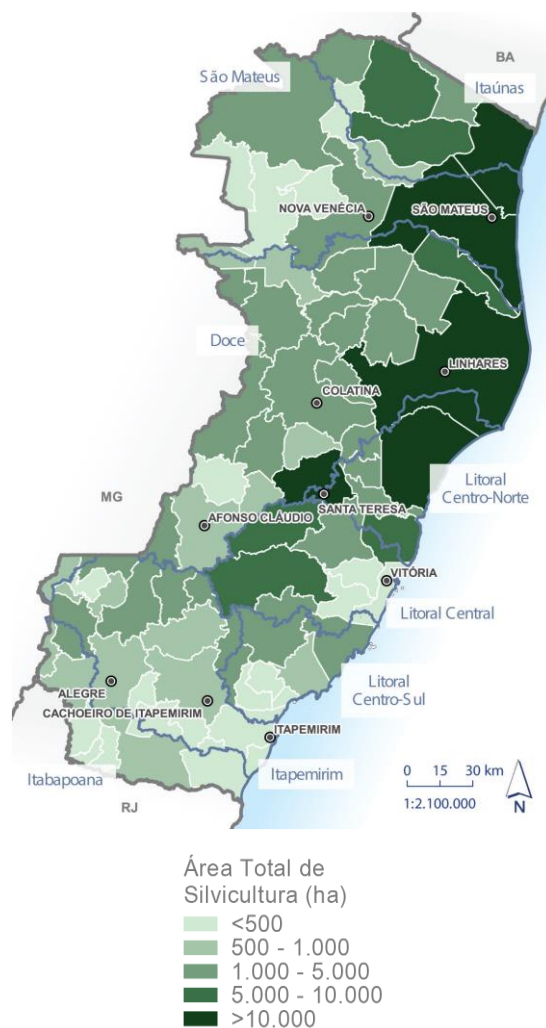 BA
São Mateus
Itaúnas
NOVA VENÉCIA
SÃO MATEUS
Doce
LINHARES
COLATINA
MG
Litoral
Centro-Norte
SANTA TERESA
AFONSO CLÁUDIO
VITÓRIA
Litoral Central
Litoral
Centro-Sul
ALEGRE
CACHOEIRO DE ITAPEMIRIM
ITAPEMIRIM
Itabapoana
Itapemirim
RJ
0 15 30 km
1:2.100.000
N
Área Total de
Silvicultura (ha)
<500
500 - 1.000
1.000 - 5.000
5.000 - 10.000
>10.000